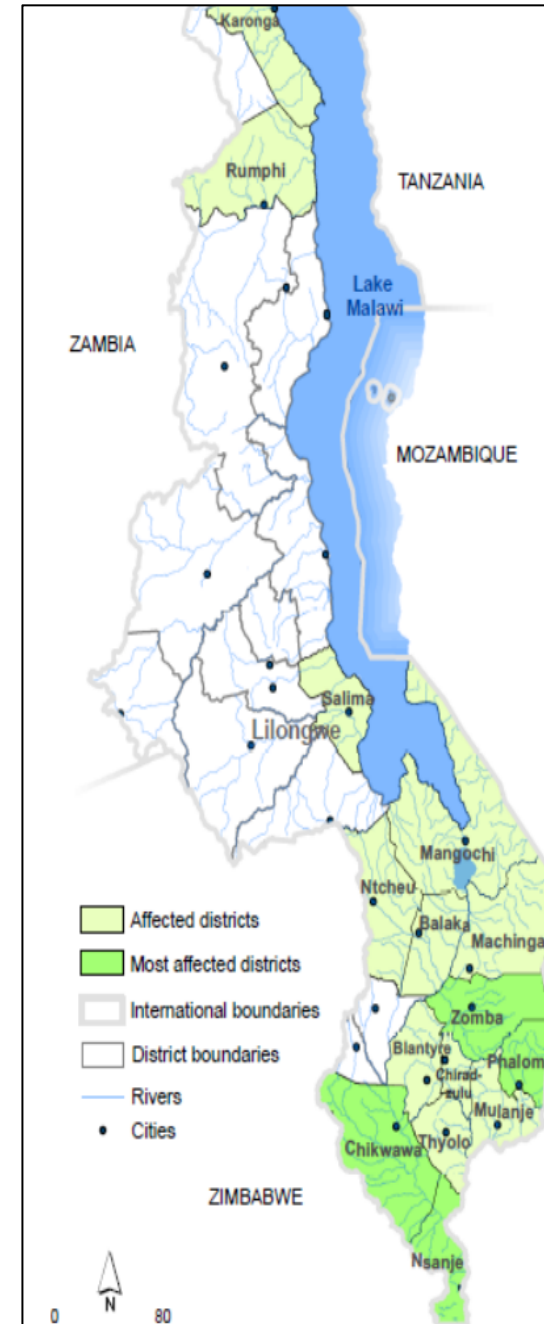 Karonga
Rumphi
TANZANIA
Lake
Malawi
ZAMBIA
MOZAMBIQUE
Salima
Lilongwe
Mangochi
Ntcheu
Balaka
Machinga
Affected districts
Most affected districts
International boundaries
District boundaries
Rivers
Cities
Zomba
Blantyre
Phalom
Chirad-
zulu
Mulanje
Chikwawa
Thyolo
ZIMBABWE
Nsanje
N
0 80